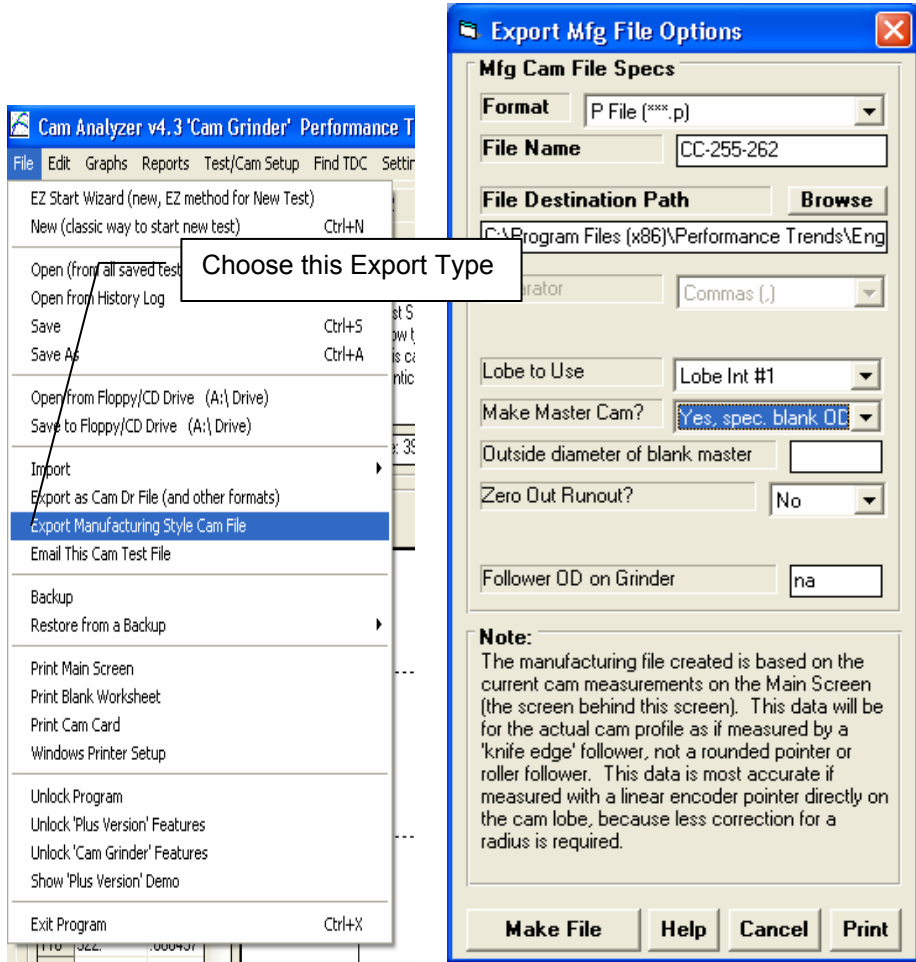 Cam Analyzer v4.3 'Cam Grinder' Performance T
File Edit Graphs Reports Test/Cam Setup Find TDC Settin
EZ Start Wizard (new, EZ method for New Test)
New (classic way to start new test) Ctrl+N
Open (from all saved test
Open from History Log
Save Ctrl+S
Save As Ctrl+A
Open from Floppy/CD Drive (A:\ Drive)
Save to Floppy/CD Drive (A:\ Drive)
Import
Export as Cam Dr File (and other formats)
Export Manufacturing Style Cam File
Email This Cam Test File
Backup
Restore from a Backup
Print Main Screen
Print Blank Worksheet
Print Cam Card
Windows Printer Setup
Unlock Program
Unlock 'Plus Version' Features
Unlock 'Cam Grinder' Features
Show 'Plus Version' Demo
Exit Program Ctrl+X
Choose this Export Type
Export Mfg File Options
Mfg Cam File Specs
Format P File (***.p)
File Name CC-255-262
File Destination Path Browse
C:\Program Files (x86)\Performance Trends\Eng
arator Commas (,)
Lobe to Use Lobe Int #1
Make Master Cam? Yes, spec. blank OD
Outside diameter of blank master
Zero Out Runout? No
Follower OD on Grinder na
Note:
The manufacturing file created is based on the
current cam measurements on the Main Screen
(the screen behind this screen). This data will be
for the actual cam profile as if measured by a
'knife edge' follower, not a rounded pointer or
roller follower. This data is most accurate if
measured with a linear encoder pointer directly on
the cam lobe, because less correction for a
radius is required.
Make File Help Cancel Print